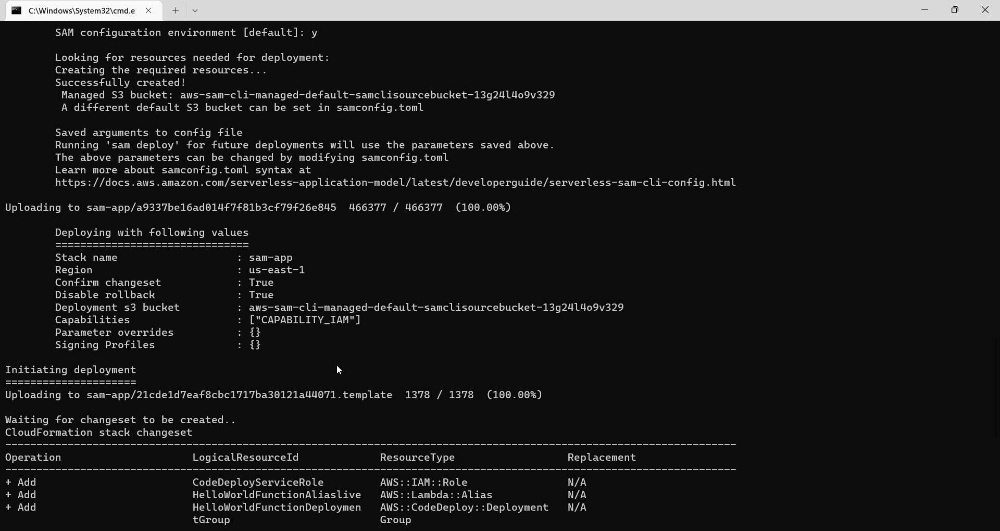 C:\Windows\System32\cmd.e
SAM configuration environment [default]: y
Looking for resources needed for deployment:
Creating the required resources...
Successfully created!
Managed S3 bucket: aws-sam-cli-managed-default-samclisourcebucket-13g24l4o9v329
A different default S3 bucket can be set in samconfig.toml
Saved arguments to config file
Running 'sam deploy' for future deployments will use the parameters saved above.
The above parameters can be changed by modifying samconfig.toml
Learn more about samconfig.toml syntax at
https://docs.aws.amazon.com/serverless-application-model/latest/developerguide/serverless-sam-cli-config.html
Uploading to sam-app/a9337be16ad014f7f81b3cf79f26e845  466377 / 466377  (100.00%)
Deploying with following values
===============================
Stack name                   : sam-app
Region                       : us-east-1
Confirm changeset            : True
Disable rollback             : True
Deployment s3 bucket         : aws-sam-cli-managed-default-samclisourcebucket-13g24l4o9v329
Capabilities                 : ["CAPABILITY_IAM"]
Parameter overrides          : {}
Signing Profiles             : {}
Initiating deployment
=====================
Uploading to sam-app/21cde1d7eaf8cbc1717ba30121a44071.template  1378 / 1378  (100.00%)
Waiting for changeset to be created..
CloudFormation stack changeset
---------------------------------------------------------------------------------------------------------------------
Operation                     LogicalResourceId             ResourceType                  Replacement
---------------------------------------------------------------------------------------------------------------------
+ Add                         CodeDeployServiceRole         AWS::IAM::Role                N/A
+ Add                         HelloWorldFunctionAliaslive   AWS::Lambda::Alias            N/A
+ Add                         HelloWorldFunctionDeploymen   AWS::CodeDeploy::Deployment   N/A
                              tGroup                        Group